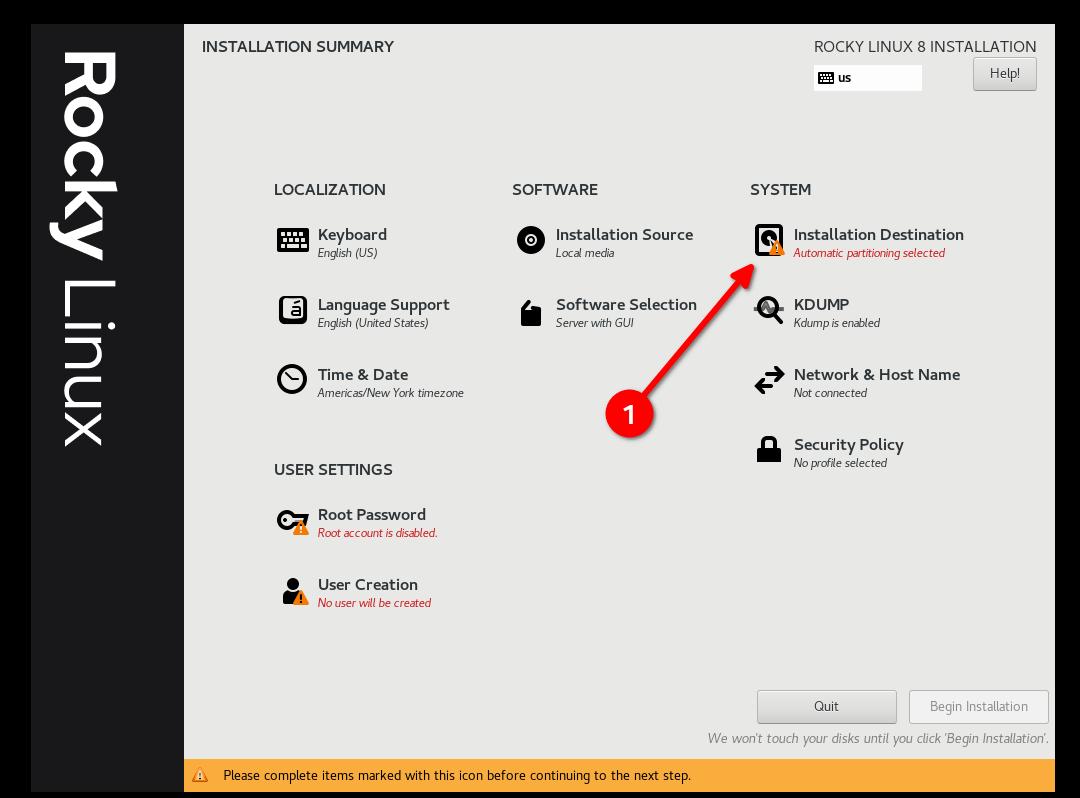 Rocky Linux
INSTALLATION SUMMARY
ROCKY LINUX 8 INSTALLATION
us
Help!
LOCALIZATION
Keyboard
English (US)
Language Support
English (United States)
Time & Date
Americas/New York timezone
SOFTWARE
Installation Source
Local media
Software Selection
Server with GUI
SYSTEM
Installation Destination
Automatic partitioning selected
KDUMP
Kdump is enabled
Network & Host Name
Not connected
Security Policy
No profile selected
1
USER SETTINGS
Root Password
Root account is disabled.
User Creation
No user will be created
Quit
Begin Installation
We won't touch your disks until you click 'Begin Installation'.
Please complete items marked with this icon before continuing to the next step.